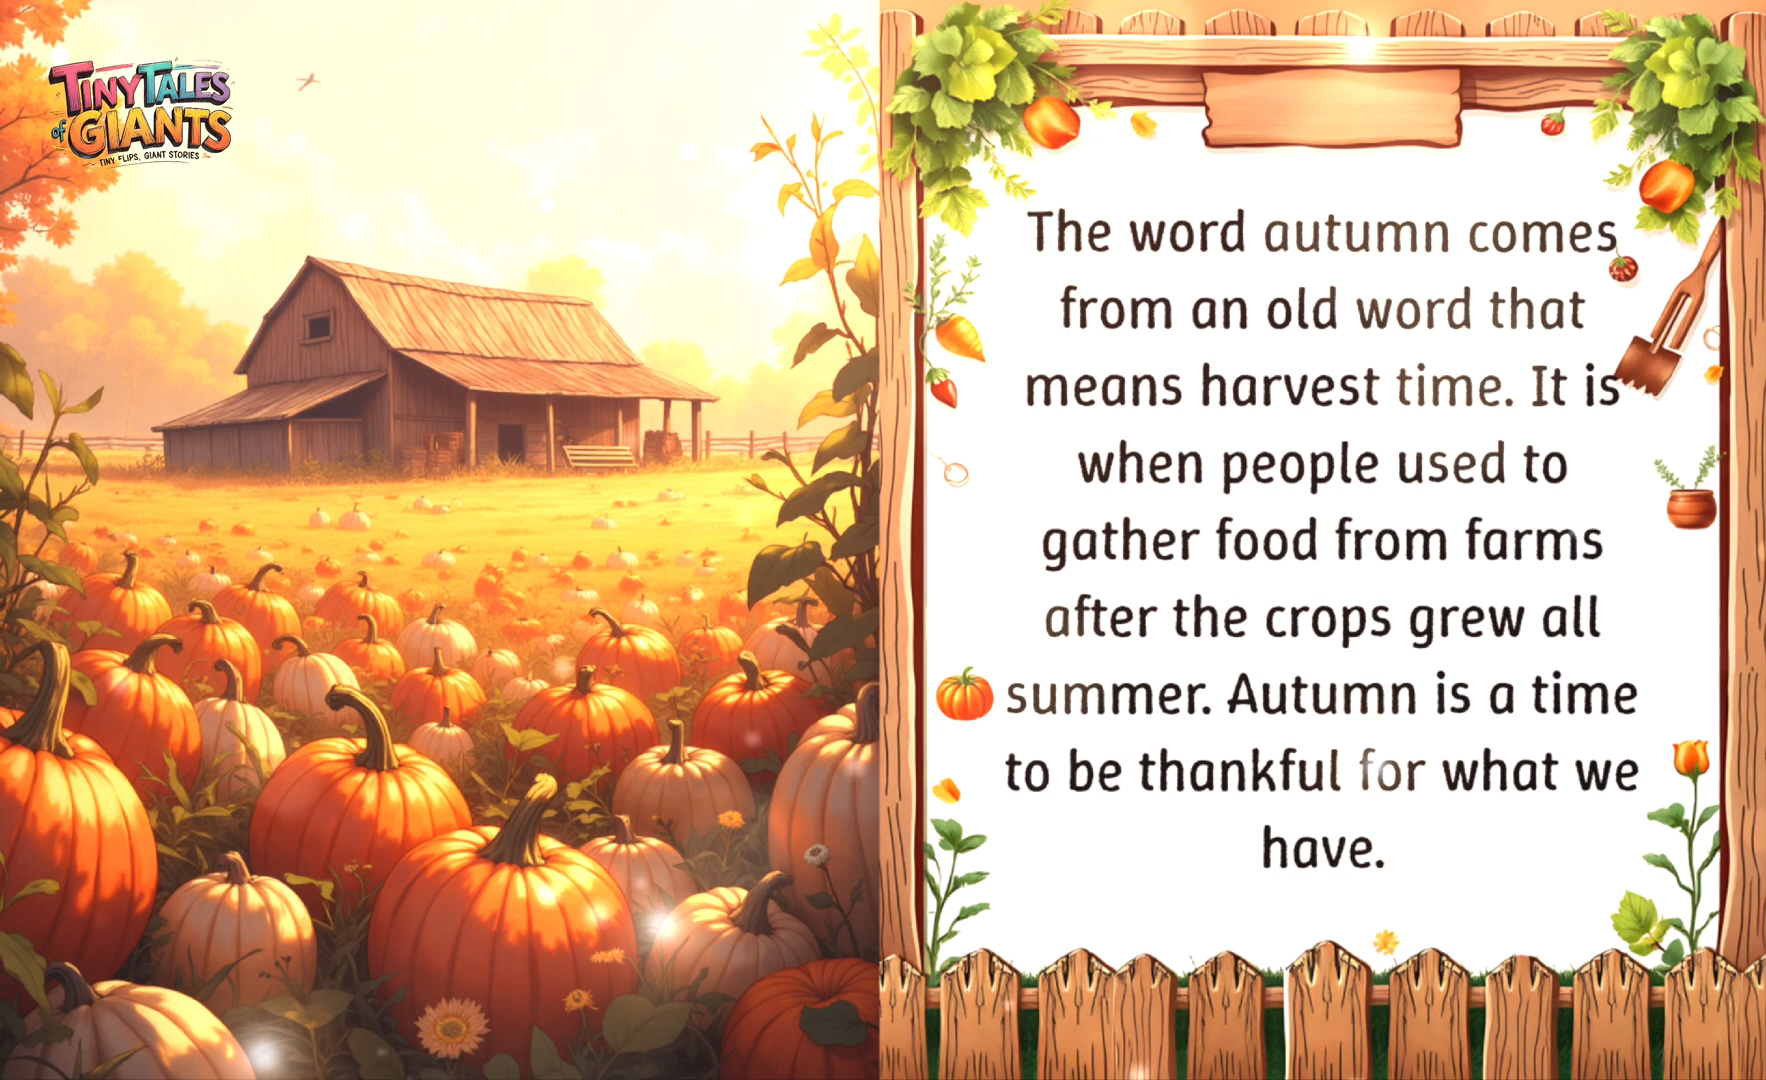 TINY TALES
of GIANTS
TINY FLIPS, GIANT STORIES
The word autumn comes
from an old word that
means harvest time. It is
when people used to
gather food from farms
after the crops grew all
summer. Autumn is a time
to be thankful for what we
have.